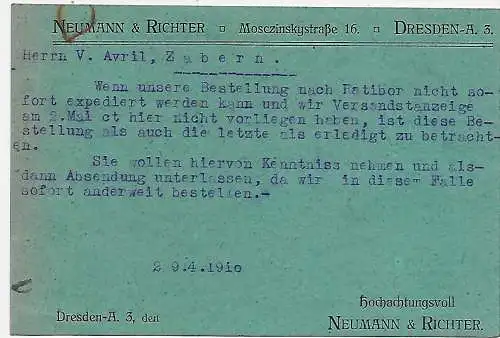 NEUMANN & RICHTER □ Mosczinskystraße 16. □ DRESDEN-A. 3.
Herrn V. Avril, Zabern.
Wenn unsere Bestellung nach Ratibor nicht so-
fort expediert werden kann und wir Versandstanzeige
am 2.Mai ct hier nicht vorliegen haben, ist diese Be-
stellung als auch die letzte als erledigt zu betracht-
en.
Sie wollen hiervon Kenntniss nehmen und als-
dann Absendung unterlassen, da wir in diesem Falle
sofort anderweit bestellen.-
29.4.1910
Hochachtungsvoll
Dresden-A. 3, den
NEUMANN & RICHTER.